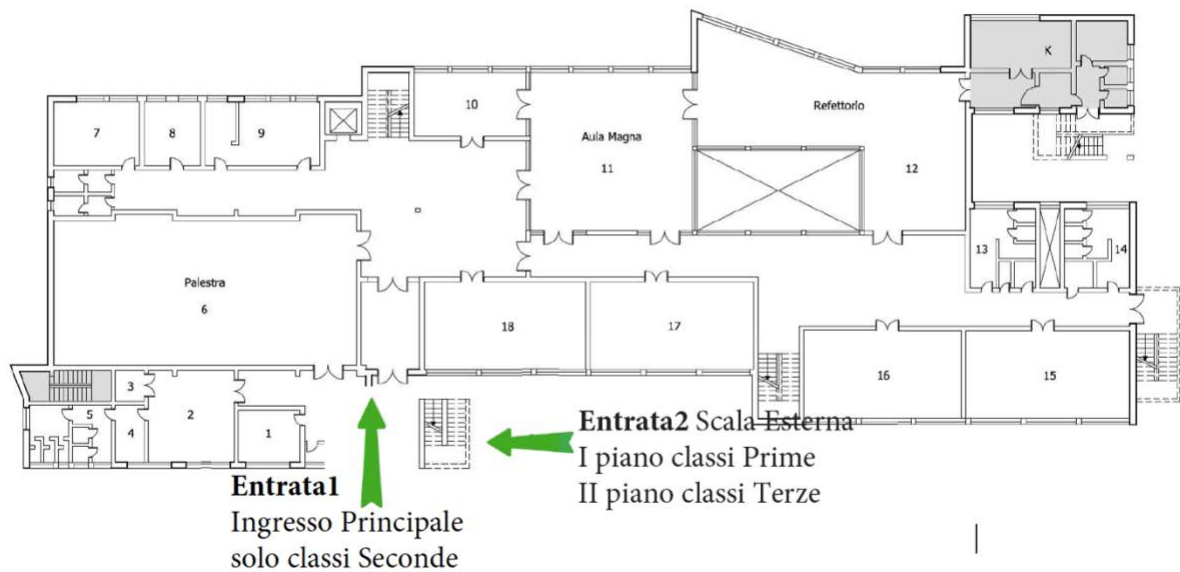 K
10
Refettorio
7
8
9
Aula Magna
11
12
13
14
Palestra
6
18
17
16
15
3
5
2
4
1
Entrata1
Ingresso Principale
solo classi Seconde
Entrata2 Scala Esterna
I piano classi Prime
II piano classi Terze